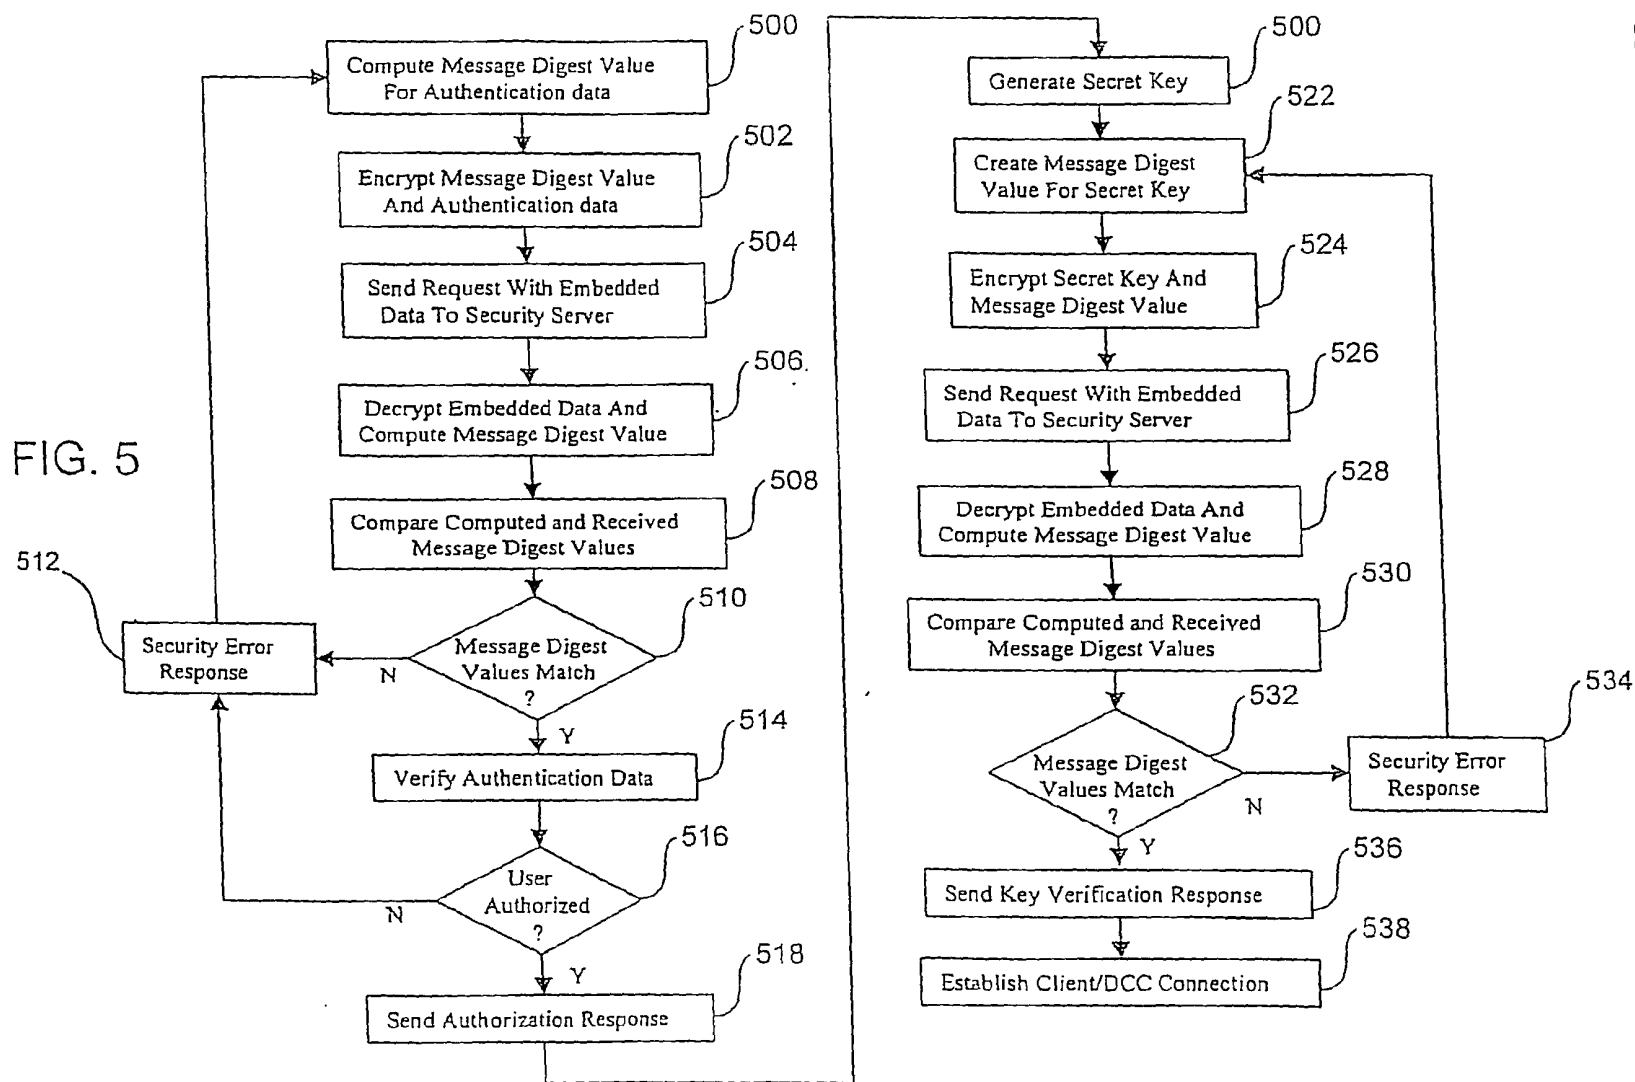 500
Compute Message Digest Value
For Authentication data
502
Encrypt Message Digest Value
And Authentication data
504
Send Request With Embedded
Data To Security Server
506
Decrypt Embedded Data And
Compute Message Digest Value
FIG. 5
508
Compare Computed and Received
Message Digest Values
512
Security Error
Response
510
Message Digest
Values Match
?
N
Y
514
Verify Authentication Data
516
User
Authorized
?
N
Y
518
Send Authorization Response
500
Generate Secret Key
522
Create Message Digest
Value For Secret Key
524
Encrypt Secret Key And
Message Digest Value
526
Send Request With Embedded
Data To Security Server
528
Decrypt Embedded Data And
Compute Message Digest Value
530
Compare Computed and Received
Message Digest Values
532
Message Digest
Values Match
?
N
Y
534
Security Error
Response
536
Send Key Verification Response
538
Establish Client/DCC Connection